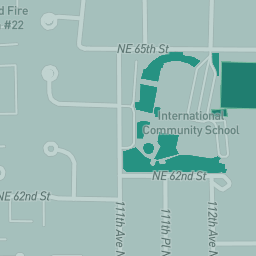 d Fire
#22
NE 65th St
International
Community School
NE 62nd St
NE 62nd St
111th Ave N
111th Pl N
112th Ave N